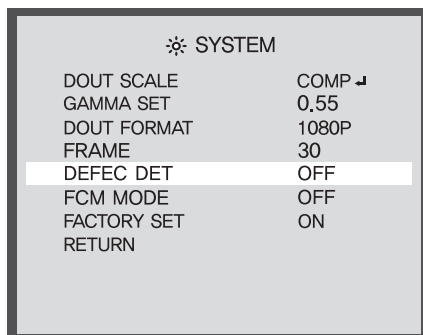 SYSTEM
DOUT SCALE COMP
GAMMA SET 0.55
DOUT FORMAT 1080P
FRAME 30
DEFEC DET OFF
FCM MODE OFF
FACTORY SET ON
RETURN